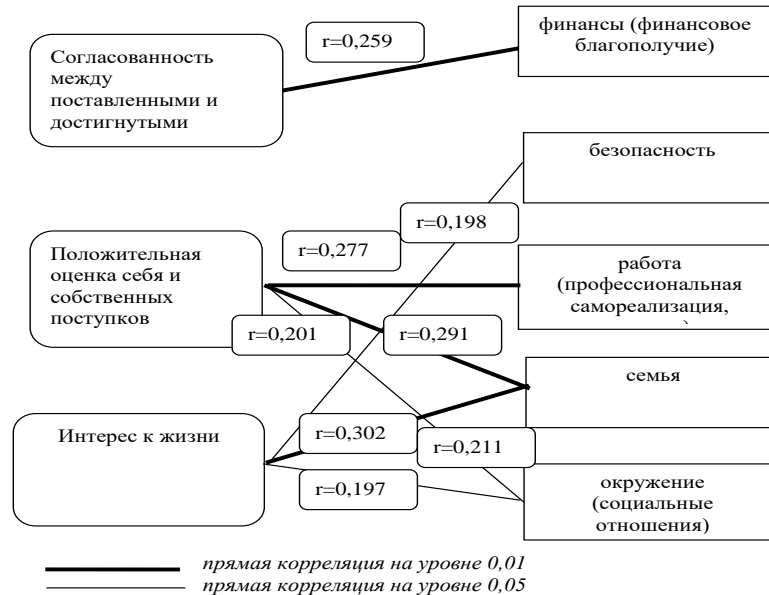 Согласованность
между
поставленными и
достигнутыми
r=0,259
финансы (финансовое
благополучие)
безопасность
r=0,198
Положительная
оценка себя и
собственных
поступков
r=0,277
работа
(профессиональная
самореализация,
r=0,201
r=0,291
семья
Интерес к жизни
r=0,302
r=0,211
r=0,197
окружение
(социальные
отношения)
прямая корреляция на уровне 0,01
прямая корреляция на уровне 0,05